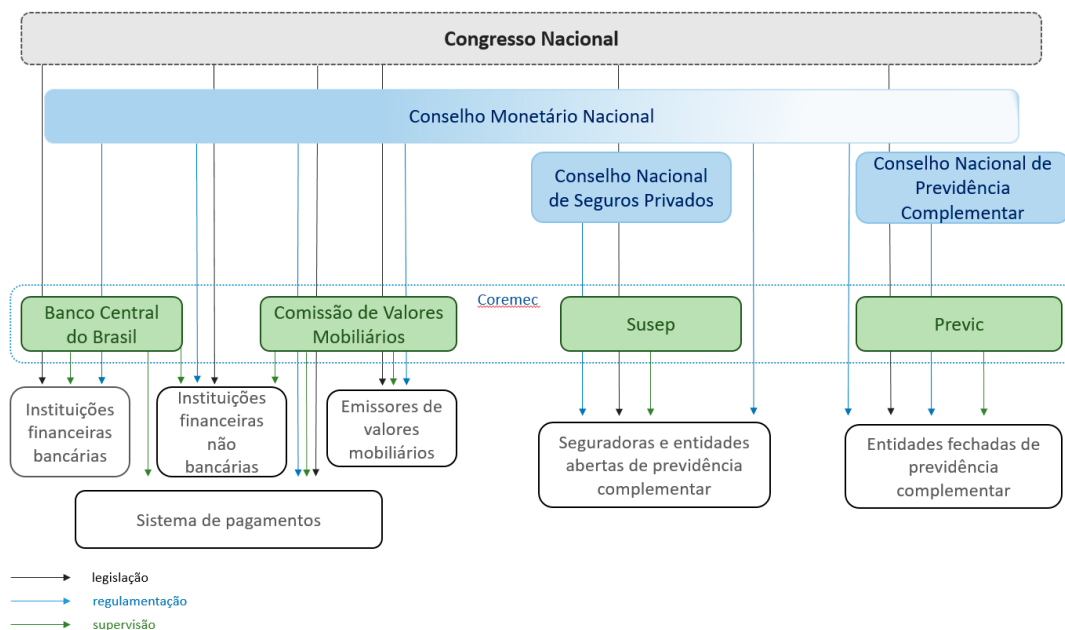 Congresso Nacional
Conselho Monetário Nacional
Conselho Nacional
de Seguros Privados
Conselho Nacional de
Previdência
Complementar
Coremec
Banco Central
do Brasil
Comissão de Valores
Mobiliários
Susep
Previc
Instituições
financeiras
bancárias
Instituições
financeiras
não
bancárias
Emissores de
valores
mobiliários
Seguradoras e entidades
abertas de previdência
complementar
Entidades fechadas de
previdência
complementar
Sistema de pagamentos
legislação
regulamentação
supervisão